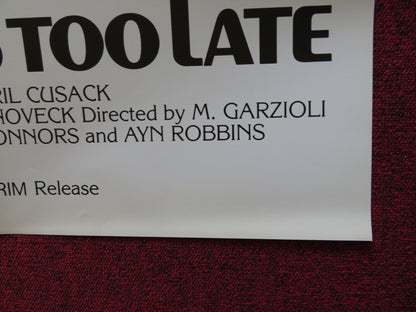 TOO LATE
RIL CUSACK
HOVECK Directed by M. GARZIOLI
ONNORS and AYN ROBBINS
RIM Release